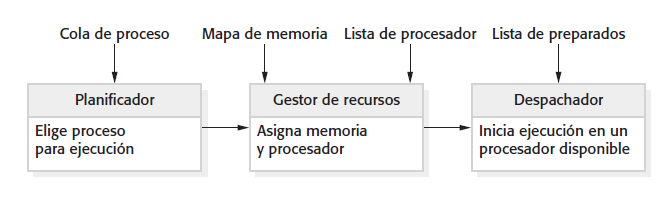 Cola de proceso
Mapa de memoria
Lista de procesador
Lista de preparados
Planificador
Elige proceso
para ejecución
Gestor de recursos
Asigna memoria
y procesador
Despachador
Inicia ejecución en un
procesador disponible